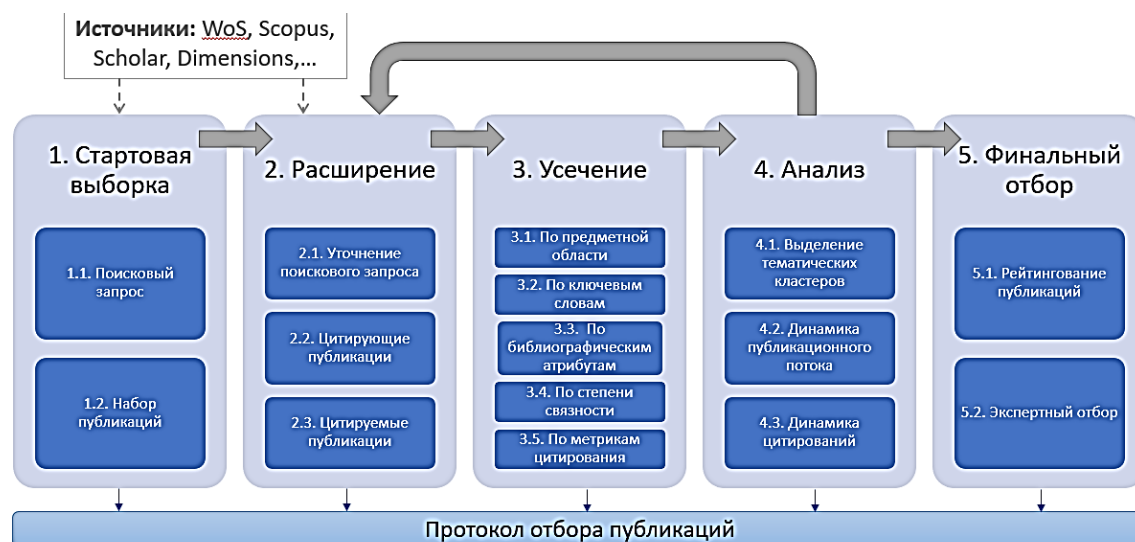 Источники: WoS, Scopus,
Scholar, Dimensions,...
1. Стартовая
выборка
1.1. Поисковый
запрос
1.2. Набор
публикаций
2. Расширение
2.1. Уточнение
поискового запроса
2.2. Цитирующие
публикации
2.3. Цитируемые
публикации
3. Усечение
3.1. По предметной
области
3.2. По ключевым
словам
3.3. По
библиографическим
атрибутам
3.4. По степени
связности
3.5. По метрикам
цитирования
4. Анализ
4.1. Выделение
тематических
кластеров
4.2. Динамика
публикационного
потока
4.3. Динамика
цитирований
5. Финальный
отбор
5.1. Рейтингование
публикаций
5.2. Экспертный отбор
Протокол отбора публикаций